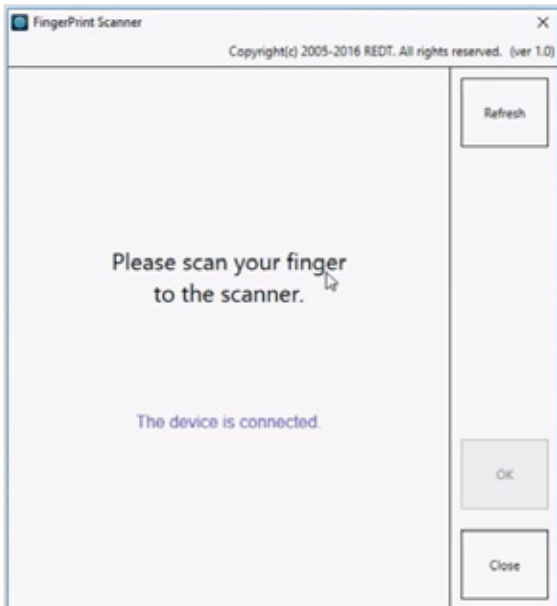 FingerPrint Scanner
Copyright(c) 2005-2016 REDT. All rights reserved. (ver 1.0)
Refresh
Please scan your finger
to the scanner.
The device is connected.
OK
Close